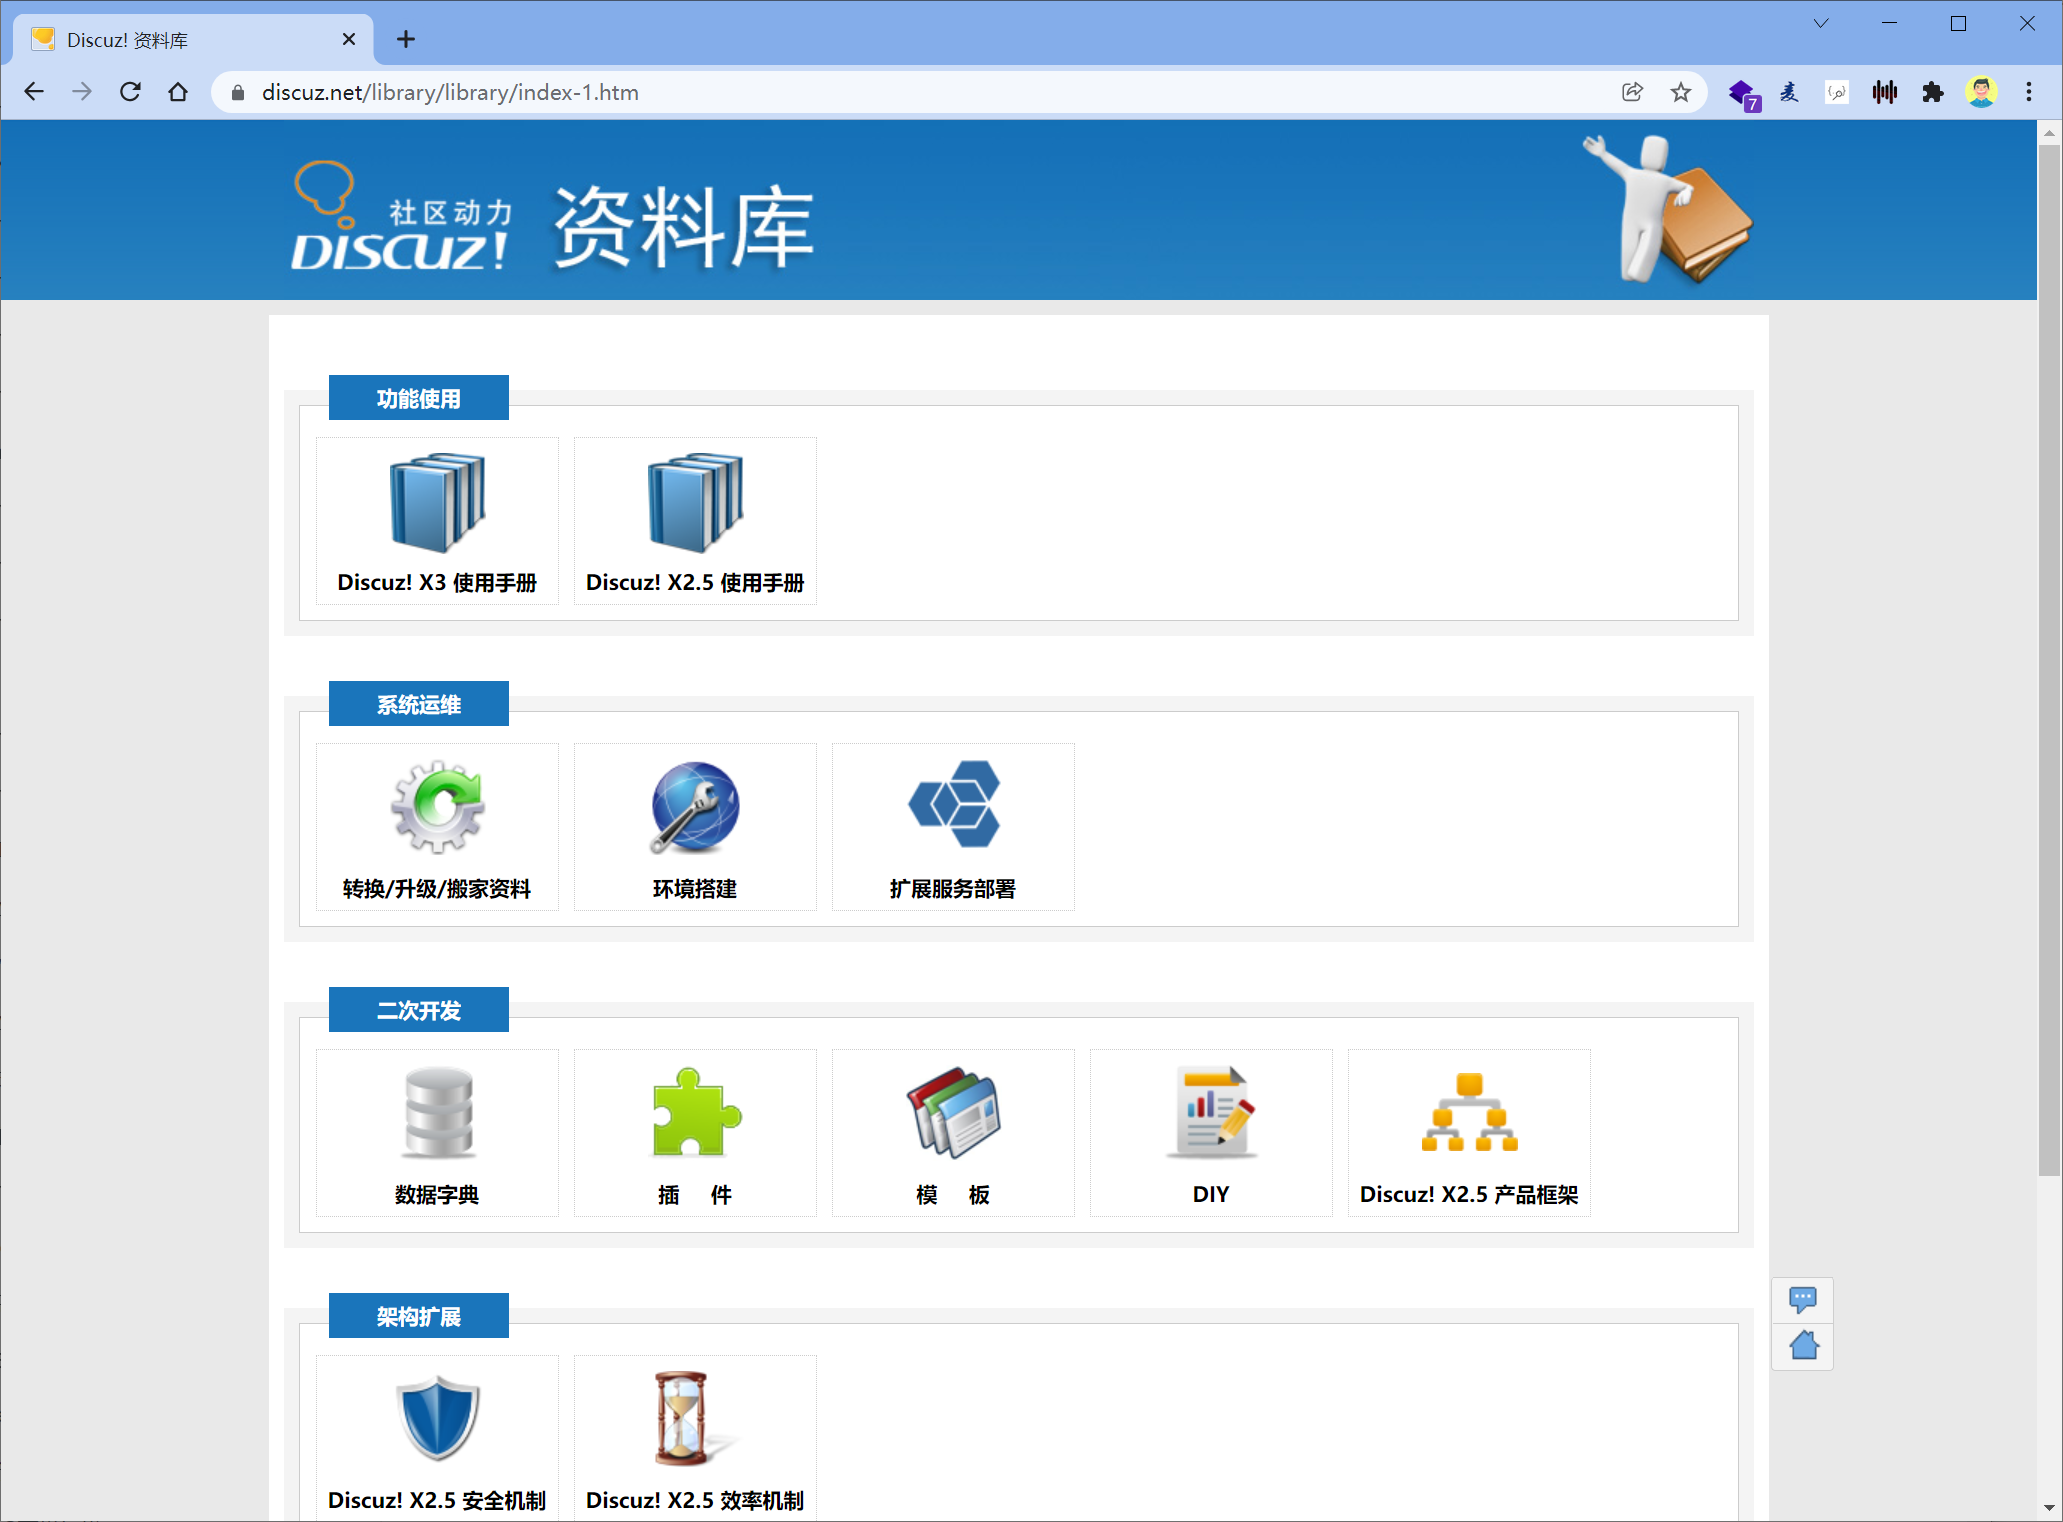 Discuz! 资料库
discuz.net/library/library/index-1.htm
7
社区动力
DISCUZ!
资料库
功能使用
Discuz! X3 使用手册
Discuz! X2.5 使用手册
系统运维
转换/升级/搬家资料
环境搭建
扩展服务部署
二次开发
数据字典
插 件
模 板
DIY
Discuz! X2.5 产品框架
架构扩展
Discuz! X2.5 安全机制
Discuz! X2.5 效率机制